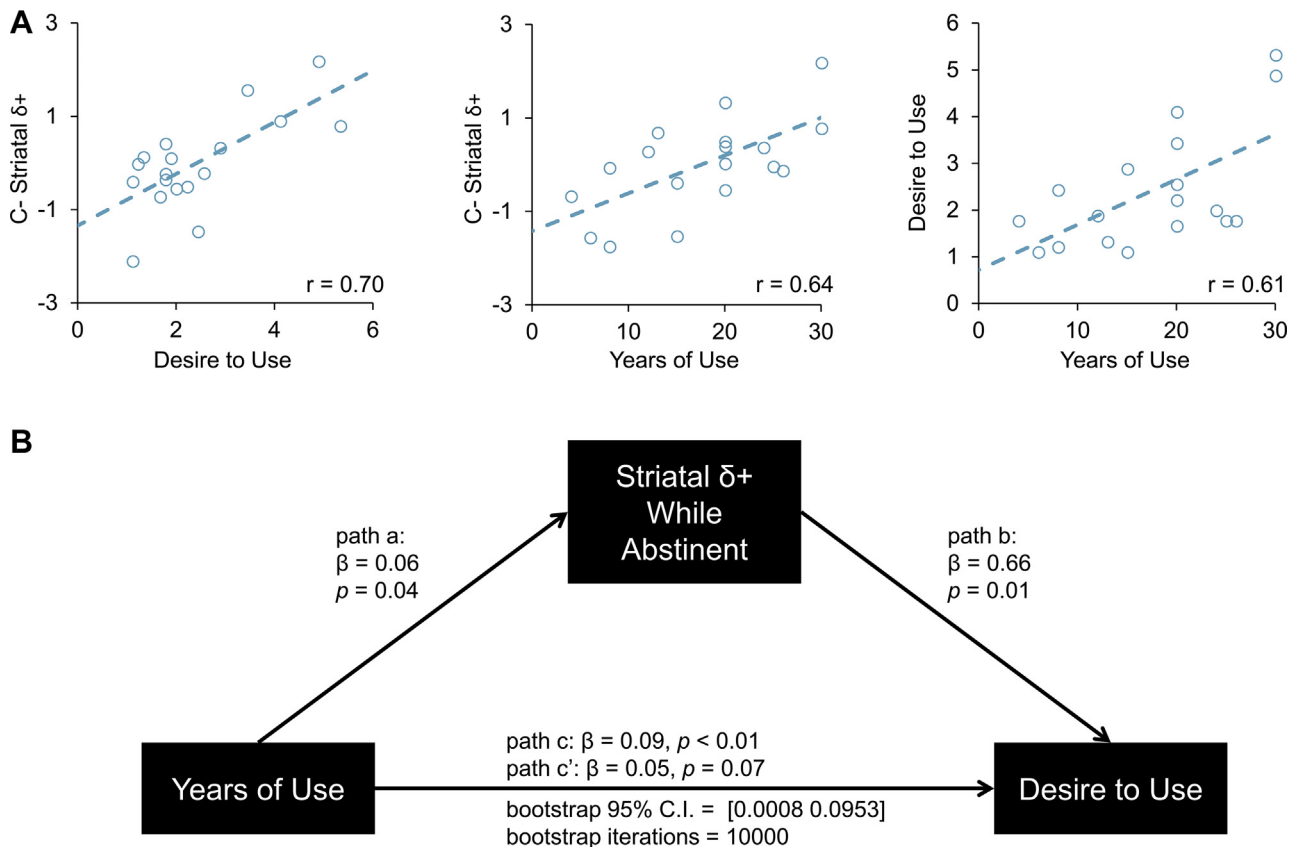 A
3
1
-1
-3
C- Striatal δ+
0
2
4
6
Desire to Use
r = 0.70
3
1
-1
-3
C- Striatal δ+
0
10
20
30
Years of Use
r = 0.64
6
5
4
3
2
1
0
Desire to Use
0
10
20
30
Years of Use
r = 0.61
B
Striatal δ+
While
Abstinent
path a:
β = 0.06
p = 0.04
path b:
β = 0.66
p = 0.01
Years of Use
path c: β = 0.09, p < 0.01
path c’: β = 0.05, p = 0.07
bootstrap 95% C.I. = [0.0008 0.0953]
bootstrap iterations = 10000
Desire to Use